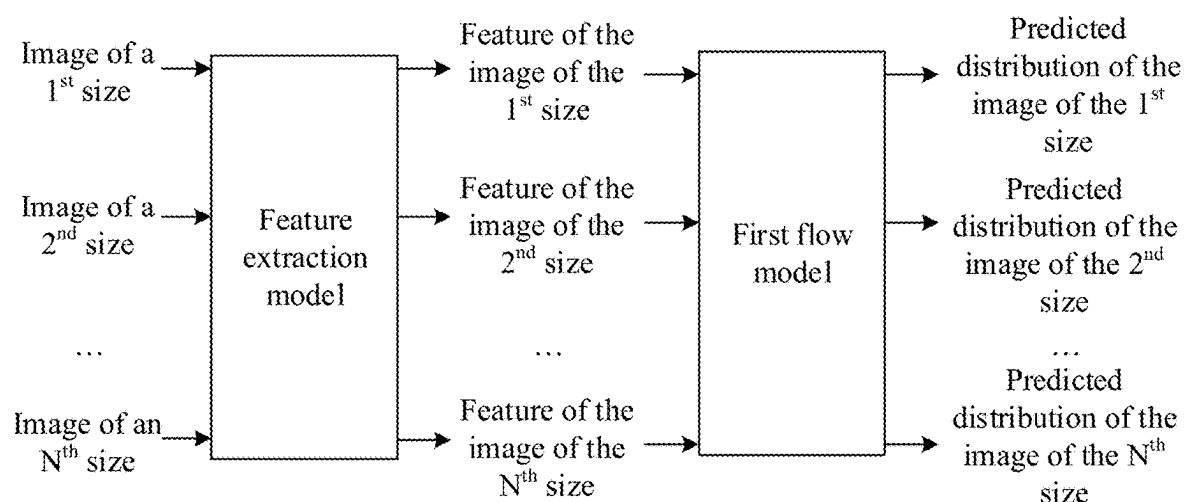 Image of a
1st size
Feature of the
image of the
1st size
Predicted
distribution of the
image of the 1st
size
Image of a
2nd size
Feature
extraction
model
Feature of the
image of the
2nd size
First flow
model
Predicted
distribution of the
image of the 2nd
size
...
...
...
Image of an
Nth size
Feature of the
image of the
Nth size
Predicted
distribution of the
image of the Nth
size